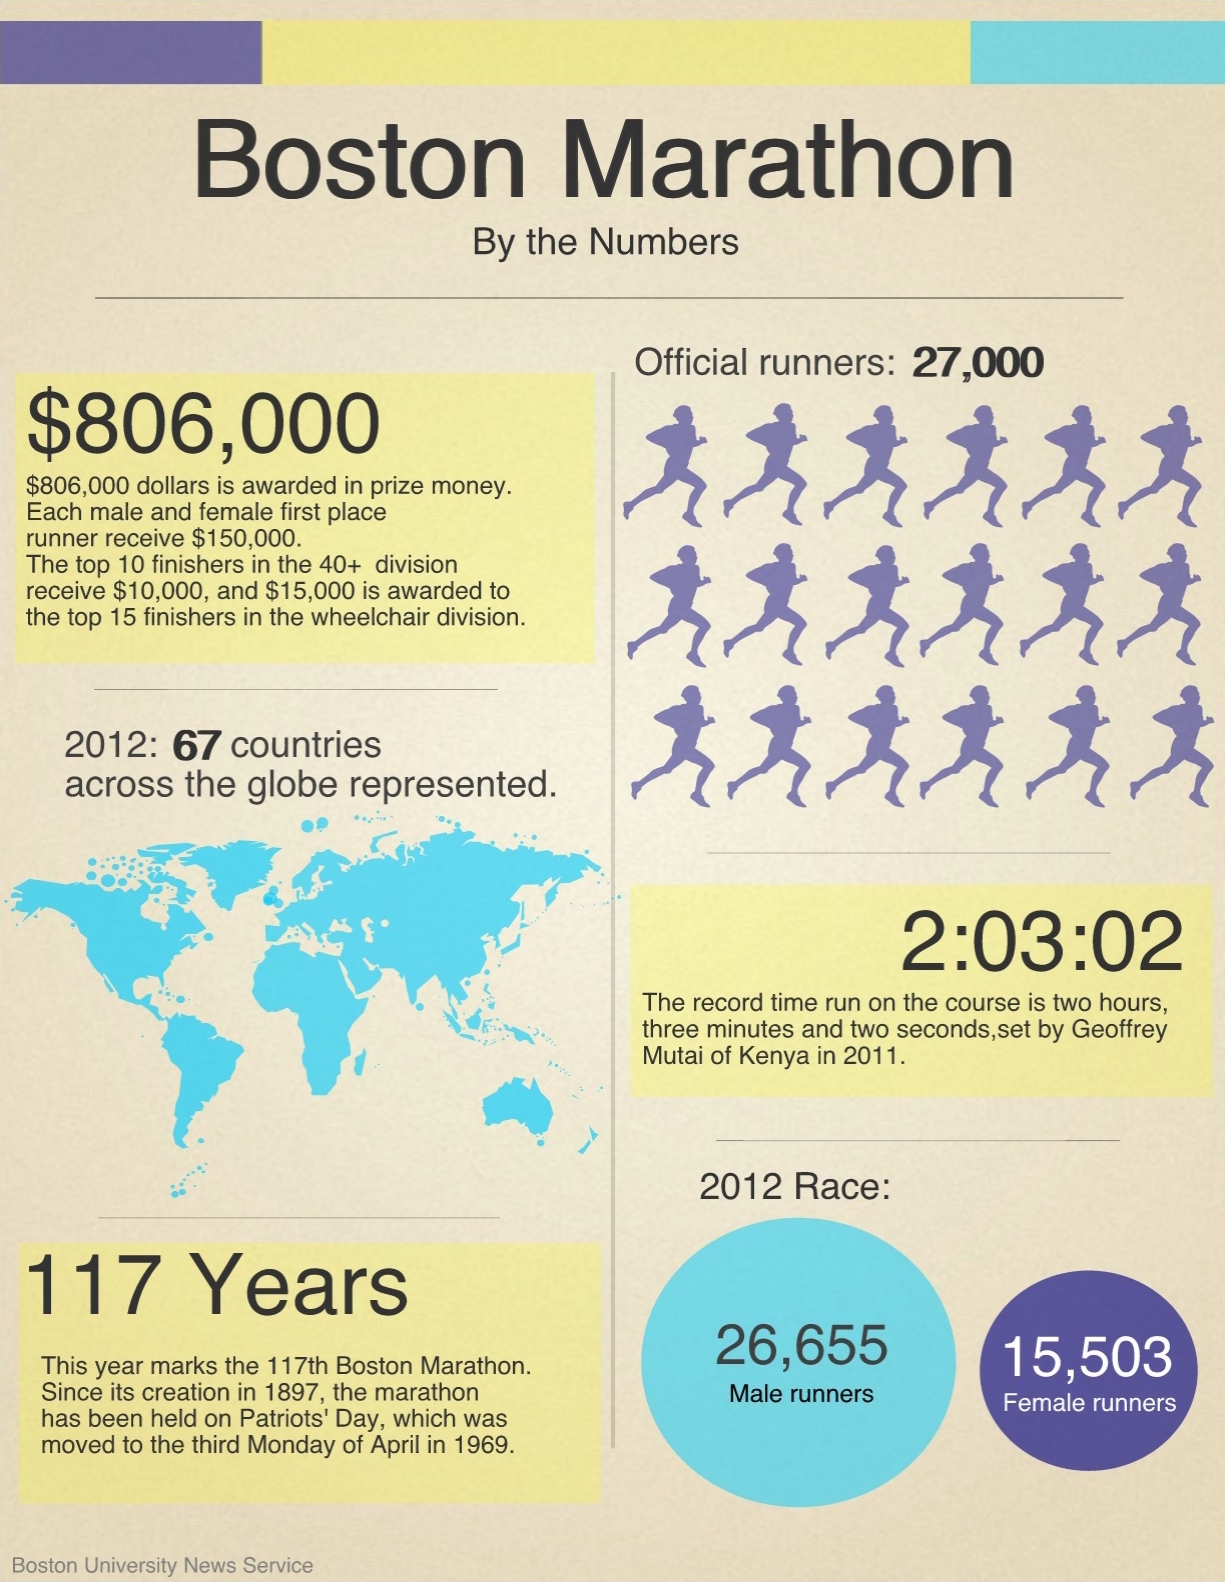 Boston Marathon
By the Numbers
$806,000
$806,000 dollars is awarded in prize money.
Each male and female first place
runner receive $150,000.
The top 10 finishers in the 40+  division
receive $10,000, and $15,000 is awarded to
the top 15 finishers in the wheelchair division.
2012: 67 countries
across the globe represented.
117 Years
This year marks the 117th Boston Marathon.
Since its creation in 1897, the marathon
has been held on Patriots' Day, which was
moved to the third Monday of April in 1969.
Official runners: 27,000
2:03:02
The record time run on the course is two hours,
three minutes and two seconds,set by Geoffrey
Mutai of Kenya in 2011.
2012 Race:
26,655
Male runners
15,503
Female runners
Boston University News Service